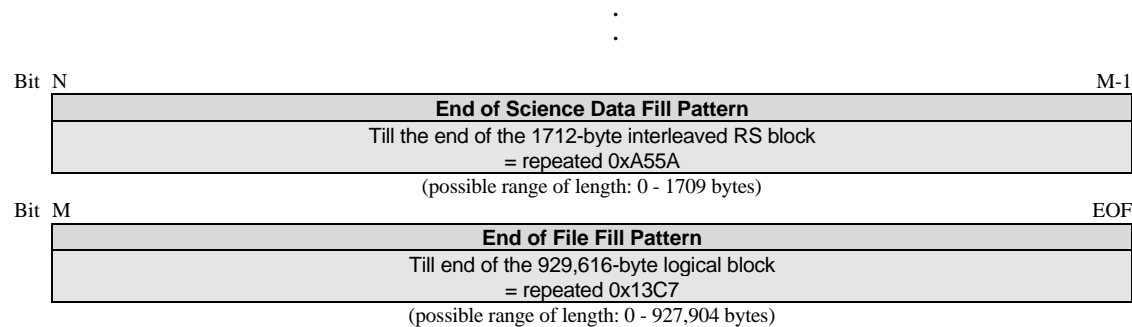 .
.
Bit N M-1
End of Science Data Fill Pattern
Till the end of the 1712-byte interleaved RS block
= repeated 0xA55A
(possible range of length: 0 - 1709 bytes)
Bit M EOF
End of File Fill Pattern
Till end of the 929,616-byte logical block
= repeated 0x13C7
(possible range of length: 0 - 927,904 bytes)